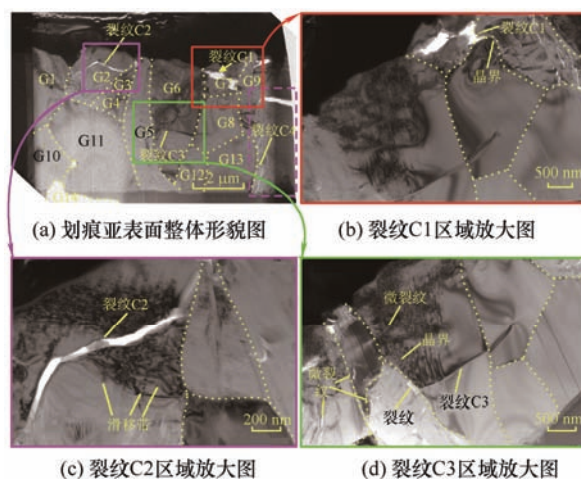 裂纹C2
裂纹C1
G1
G2
G3
G4
G6
G7
G9
G8
G5
G10
G11
裂纹C3
裂纹C4
G13
G12
2 μm
(a) 划痕亚表面整体形貌图
裂纹C1
晶界
500 nm
(b) 裂纹C1区域放大图
裂纹C2
滑移带
200 nm
(c) 裂纹C2区域放大图
微裂纹
晶界
微裂
纹
裂纹
裂纹C3
500 nm
(d) 裂纹C3区域放大图